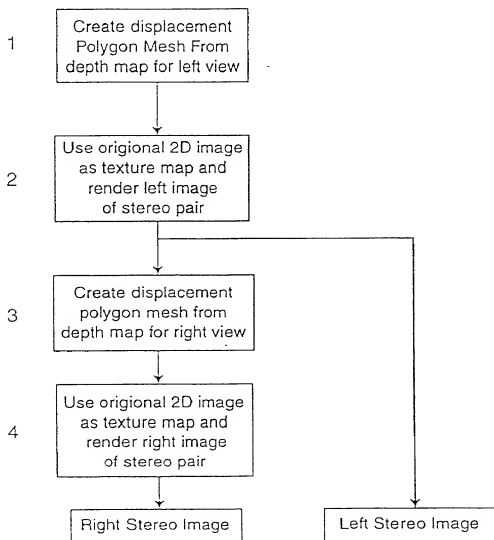 1
Create displacement
Polygon Mesh From
depth map for left view
2
Use origional 2D image
as texture map and
render left image
of stereo pair
3
Create displacement
polygon mesh from
depth map for right view
4
Use origional 2D image
as texture map and
render right image
of stereo pair
Right Stereo Image
Left Stereo Image